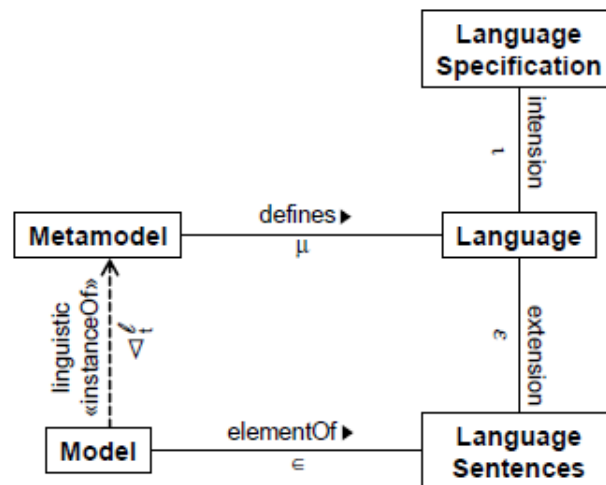 Language
Specification
intension
ι
defines▶
Metamodel
μ
Language
linguistic
«instanceOf»
extension
ε
elementOf▶
Model
∈
Language
Sentences